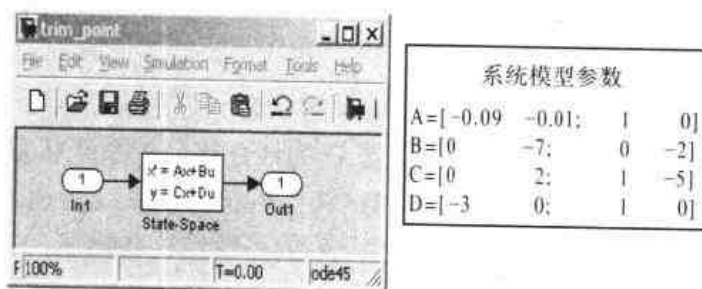 trim_point
File Edit View Simulation Format Tools Help
1
In1
x' = Ax+Bu
y = Cx+Du
State-Space
1
Out1
F 100%
T=0.00
ode45
系统模型参数
A=[-0.09 -0.01; 1 0]
B=[0 -7; 0 -2]
C=[0 2; 1 -5]
D=[-3 0; 1 0]